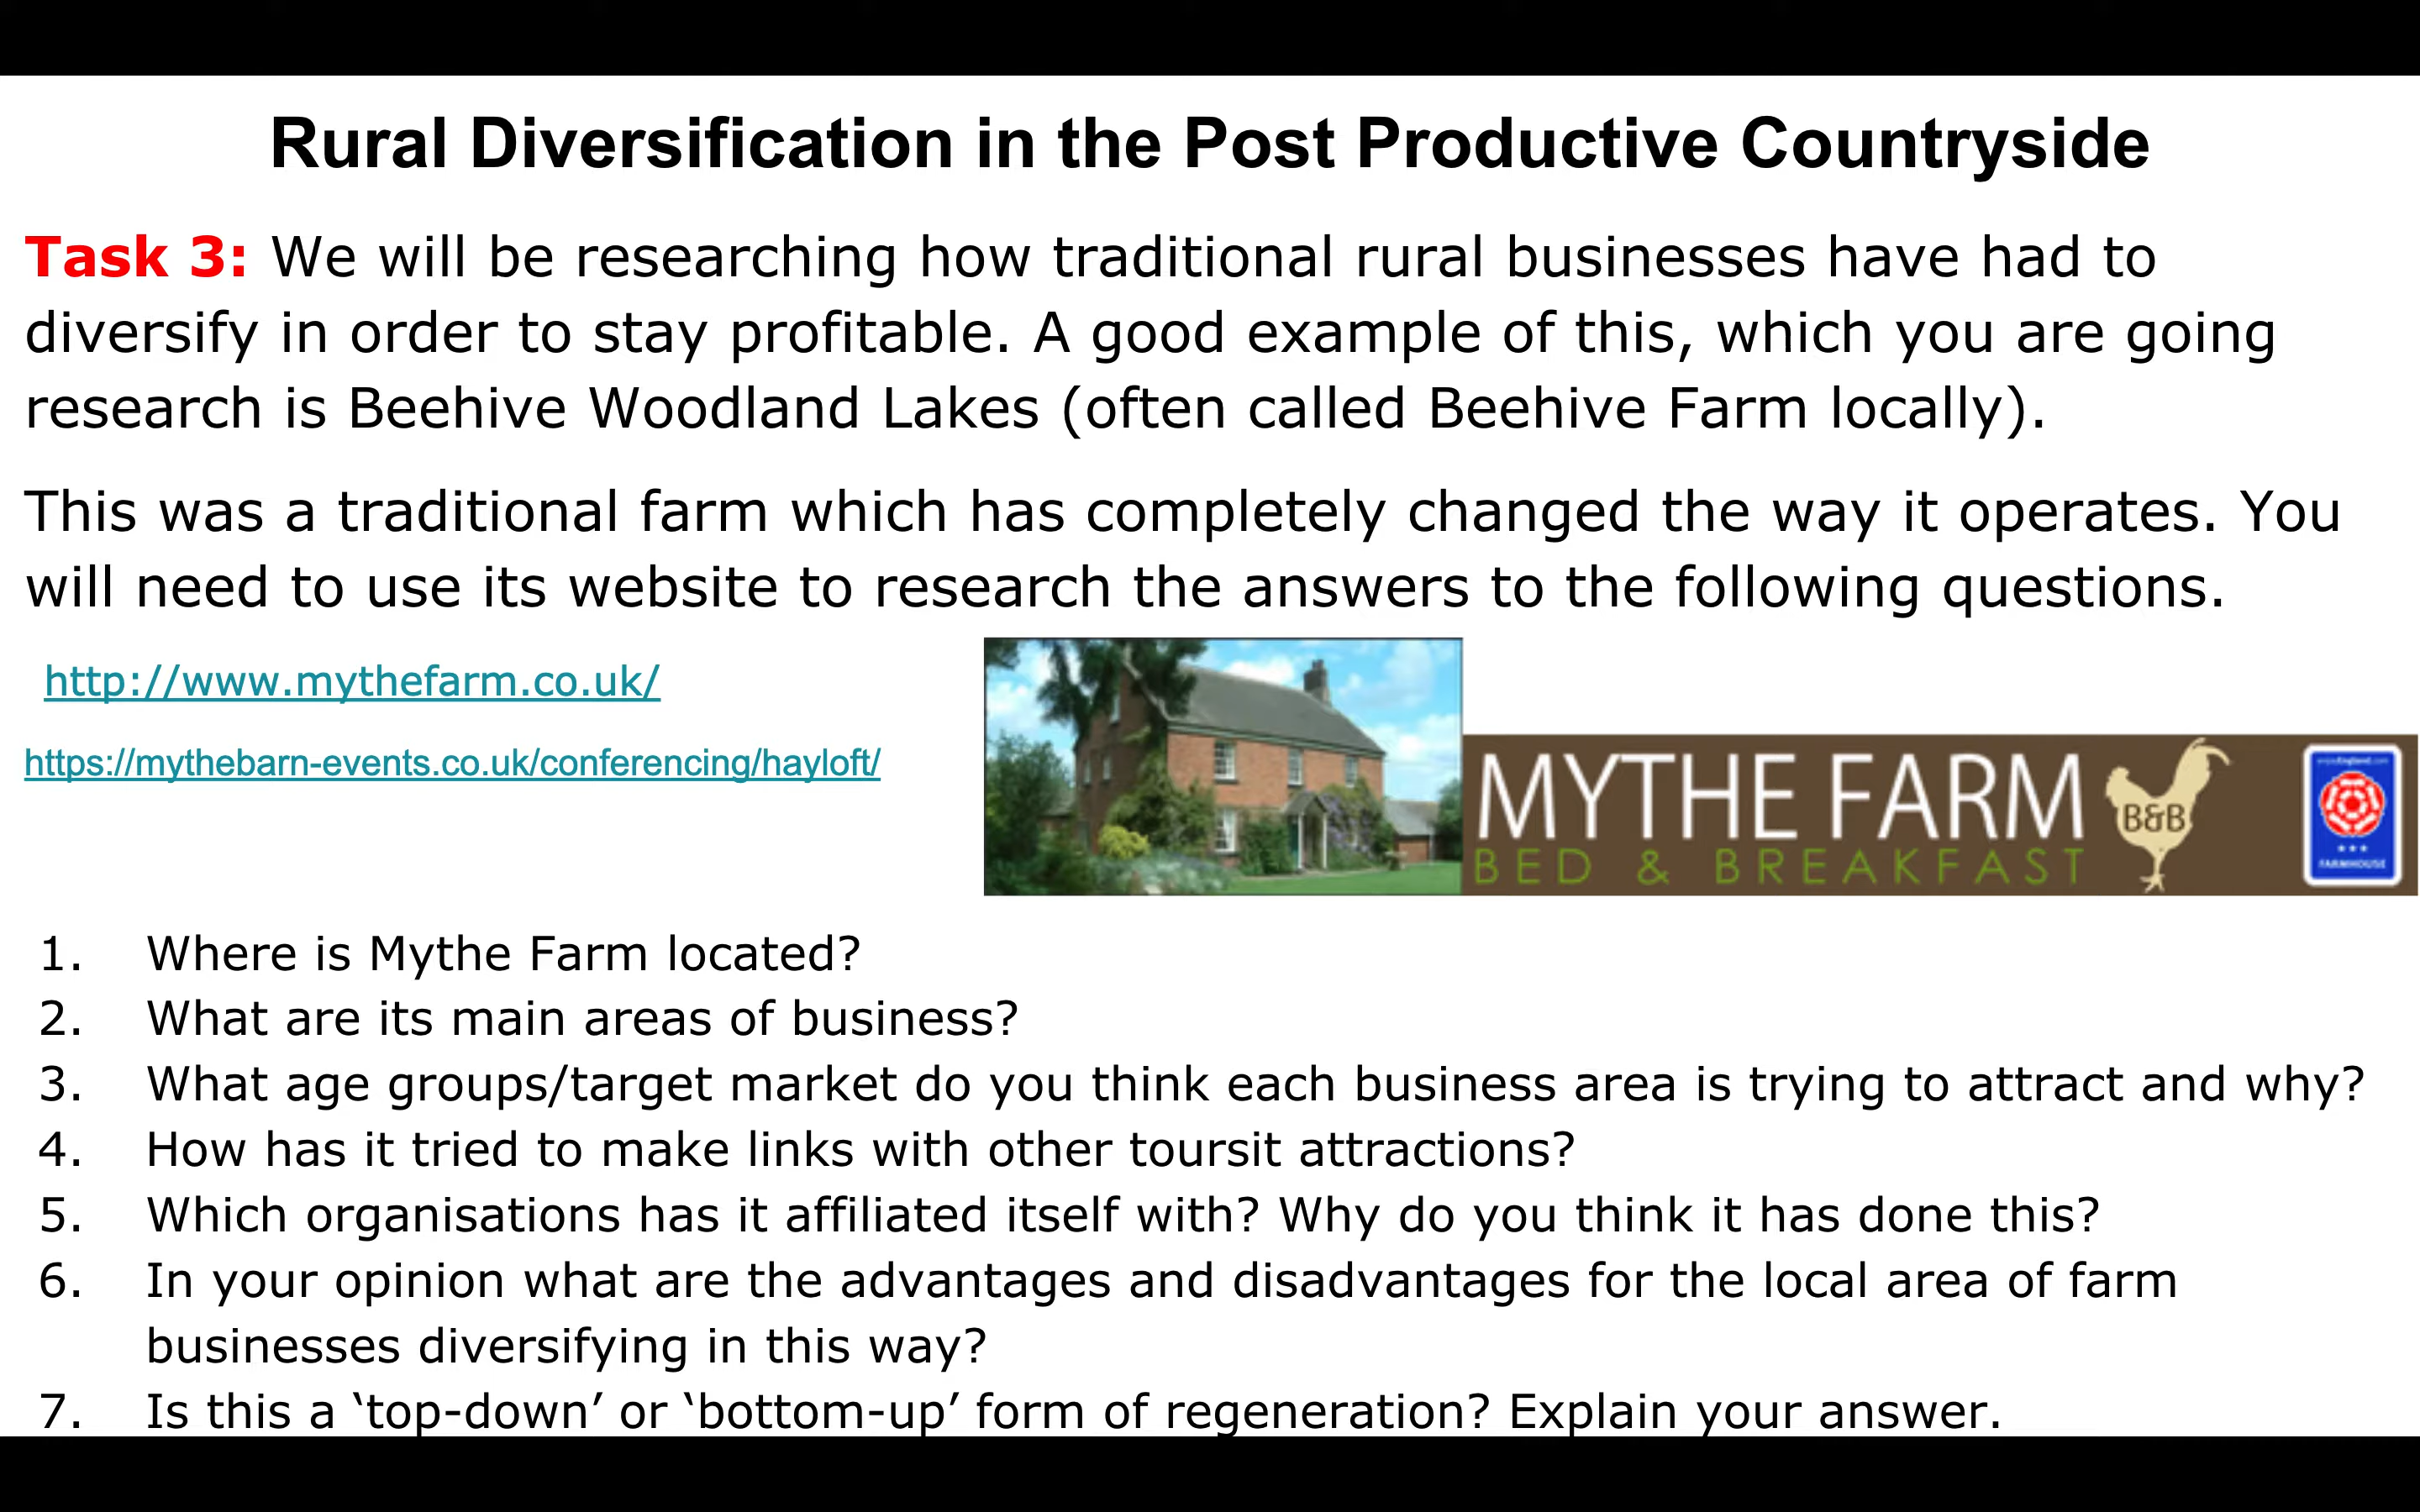 Rural Diversification in the Post Productive Countryside
Task 3: We will be researching how traditional rural businesses have had to
diversify in order to stay profitable. A good example of this, which you are going
research is Beehive Woodland Lakes (often called Beehive Farm locally).
This was a traditional farm which has completely changed the way it operates. You
will need to use its website to research the answers to the following questions.
http://www.mythefarm.co.uk/
https://mythebarn-events.co.uk/conferencing/hayloft/
MYTHE FARM
BED & BREAKFAST
B&B
enjoyEngland.com
FARMHOUSE
1. Where is Mythe Farm located?
2. What are its main areas of business?
3. What age groups/target market do you think each business area is trying to attract and why?
4. How has it tried to make links with other toursit attractions?
5. Which organisations has it affiliated itself with? Why do you think it has done this?
6. In your opinion what are the advantages and disadvantages for the local area of farm
businesses diversifying in this way?
7. Is this a ‘top-down’ or ‘bottom-up’ form of regeneration? Explain your answer.